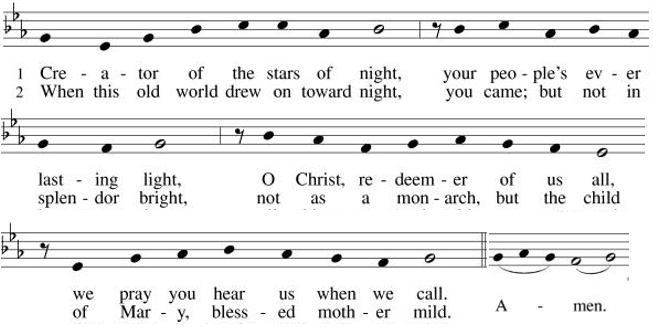 1 Cre - a - tor of the stars of night, your peo - ple's ev - er
2 When this old world drew on toward night, you came; but not in
last - ing light, O Christ, re - deem - er of us all,
splen - dor bright, not as a mon - arch, but the child
we pray you hear us when we call.
of Mar - y, bless - ed moth - er mild.
A - men.